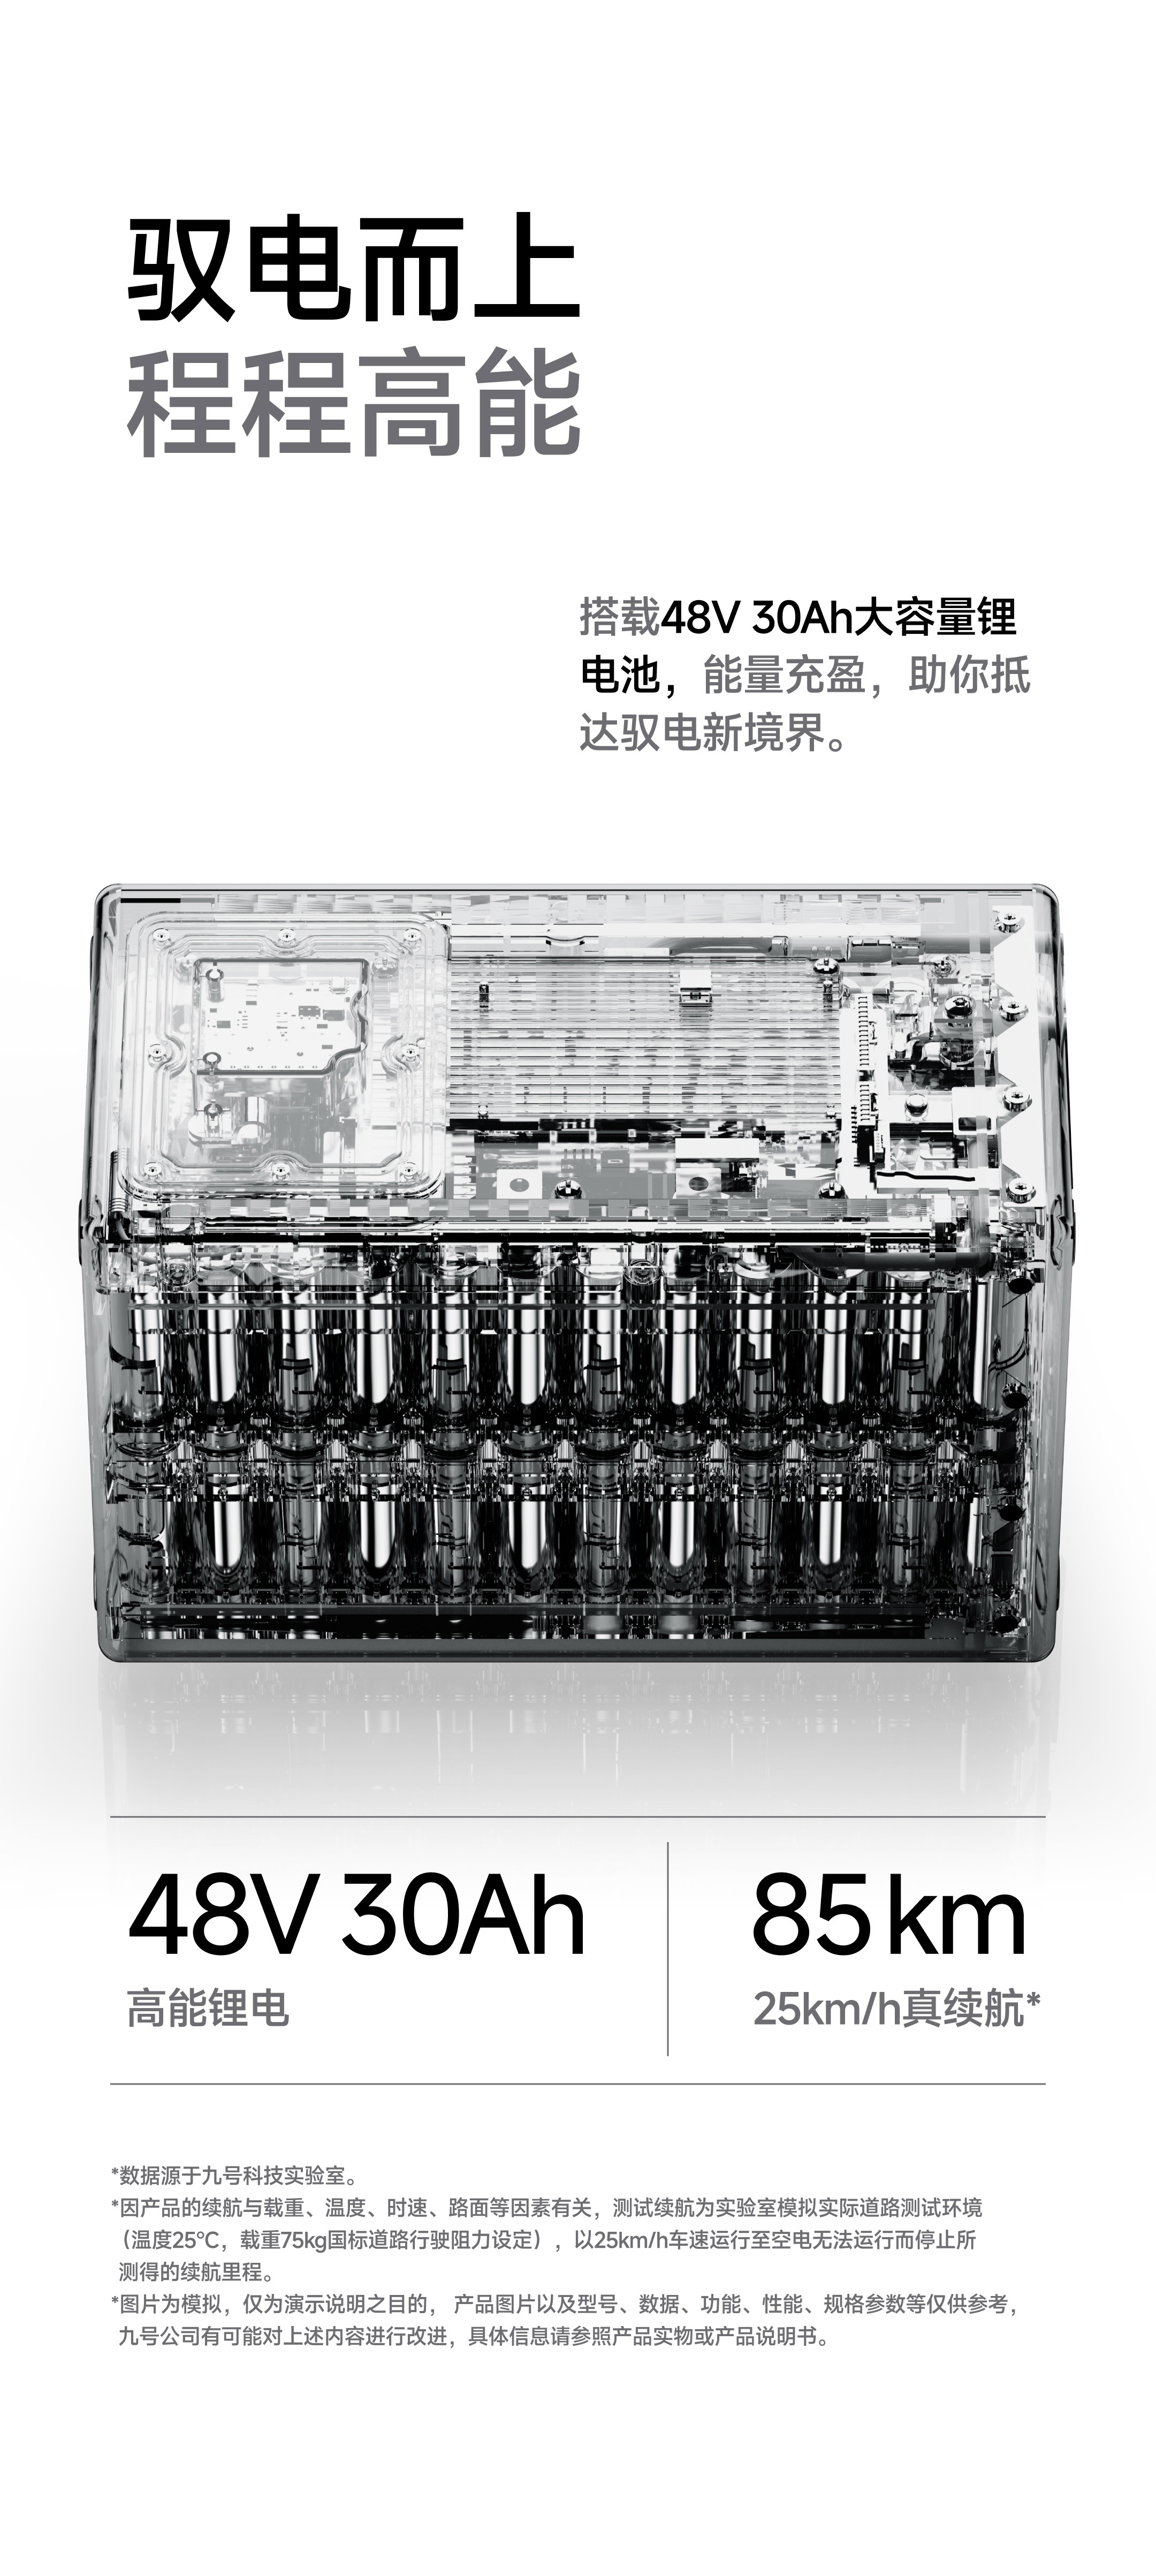 驭电而上
程程高能
搭载48V 30Ah大容量锂
电池，能量充盈，助你抵
达驭电新境界。
48V 30Ah
高能锂电
85km
25km/h真续航*
*数据源于九号科技实验室。
*因产品的续航与载重、温度、时速、路面等因素有关，测试续航为实验室模拟实际道路测试环境
（温度25℃，载重75kg国标道路行驶阻力设定），以25km/h车速运行至空电无法运行而停止所
测得的续航里程。
*图片为模拟，仅为演示说明之目的， 产品图片以及型号、数据、功能、性能、规格参数等仅供参考，
九号公司有可能对上述内容进行改进，具体信息请参照产品实物或产品说明书。